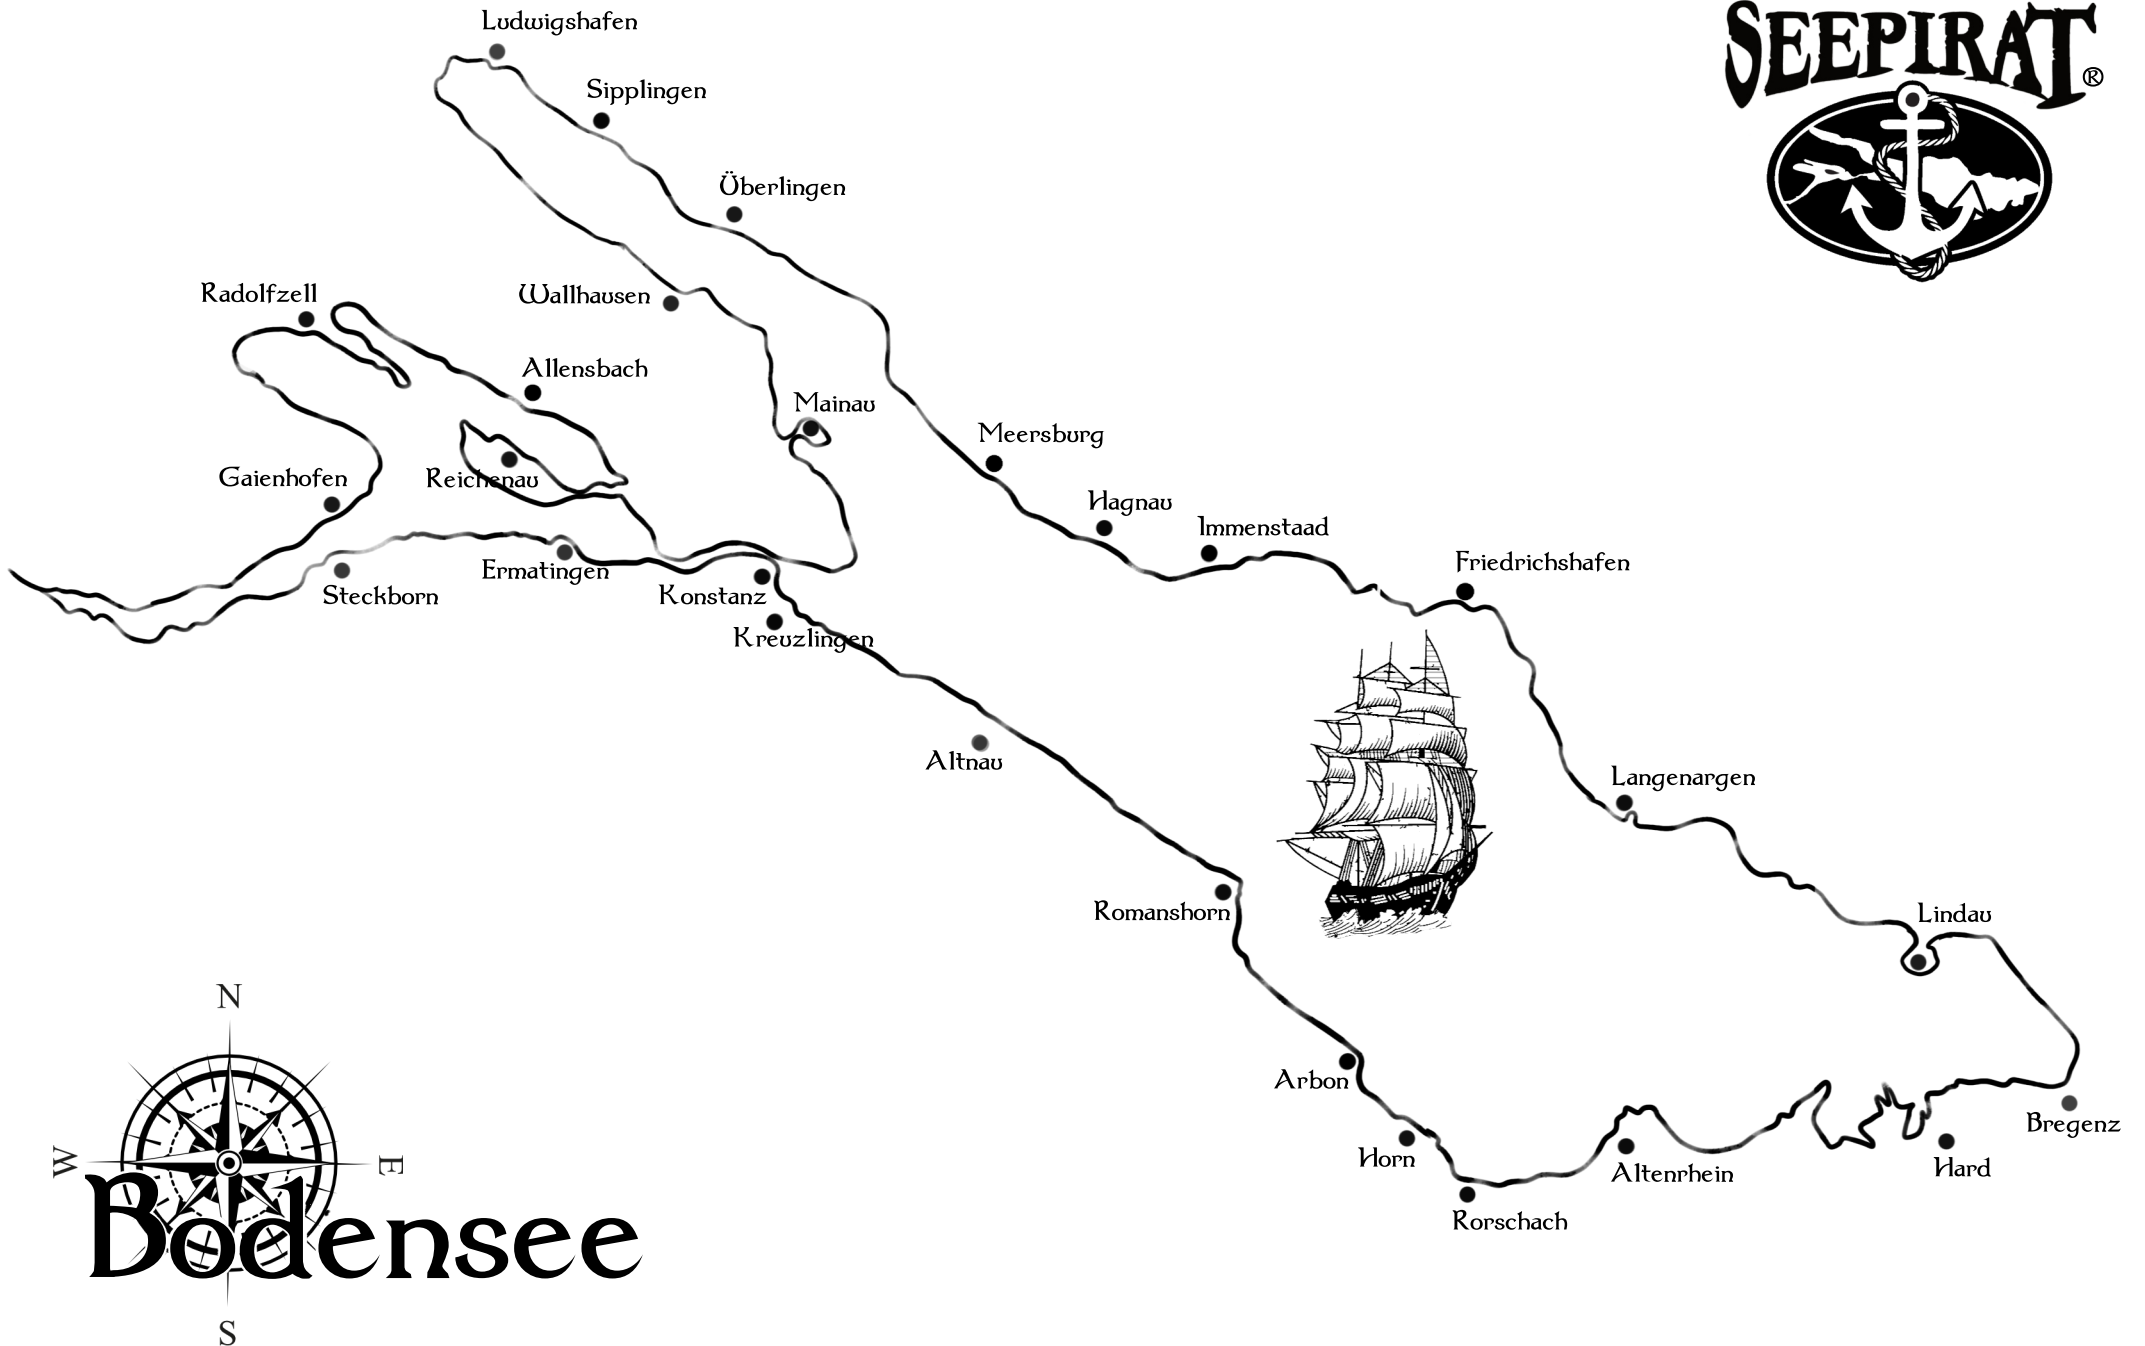 Ludwigshafen
SEEPIRAT®
Sipplingen
Überlingen
Radolfzell
Wallhausen
Allensbach
Mainau
Meersburg
Gaienhofen
Reichenau
Hagnau
Immenstaad
Friedrichshafen
Ermatingen
Steckborn
Konstanz
Kreuzlingen
Altnau
Langenargen
Romanshorn
Lindau
N
Arbon
Bregenz
W
E
Horn
Altenrhein
Hard
Rorschach
Bodensee
S